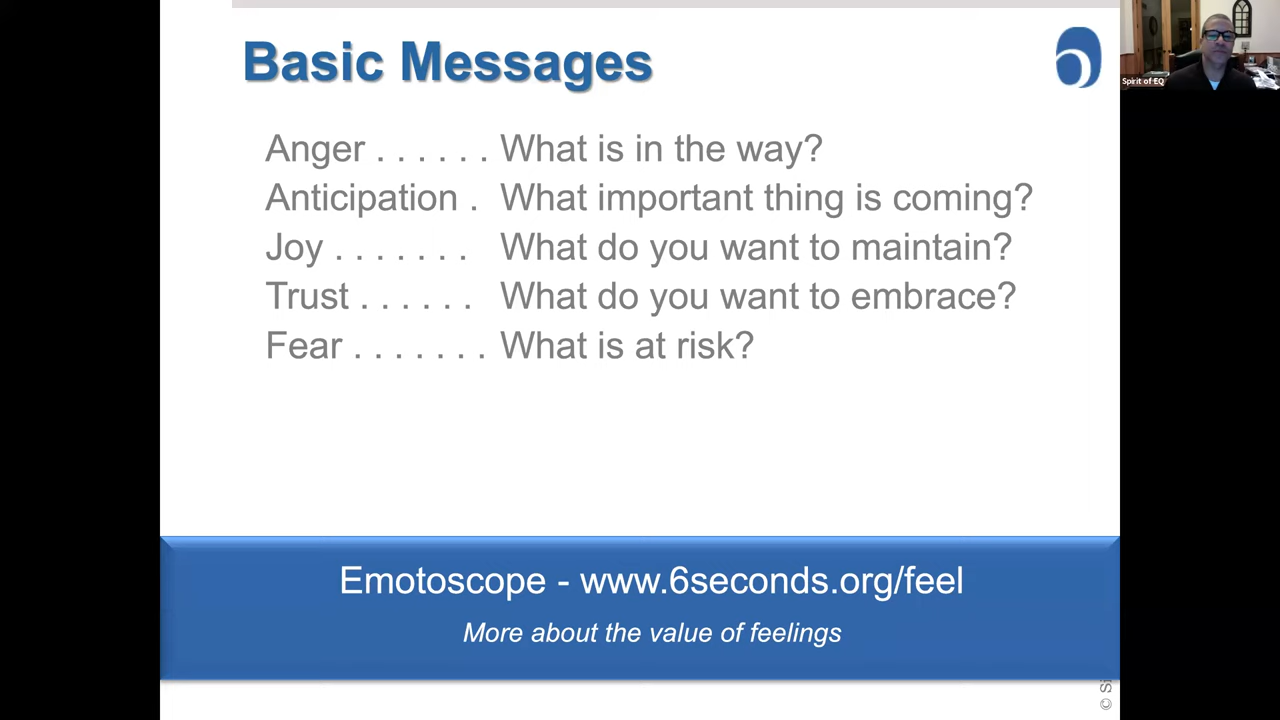 Basic Messages
Spirit of EQ
Anger . . . . . . What is in the way?
Anticipation . What important thing is coming?
Joy . . . . . . . What do you want to maintain?
Trust . . . . . . What do you want to embrace?
Fear . . . . . . . What is at risk?
Emotoscope - www.6seconds.org/feel
More about the value of feelings
©